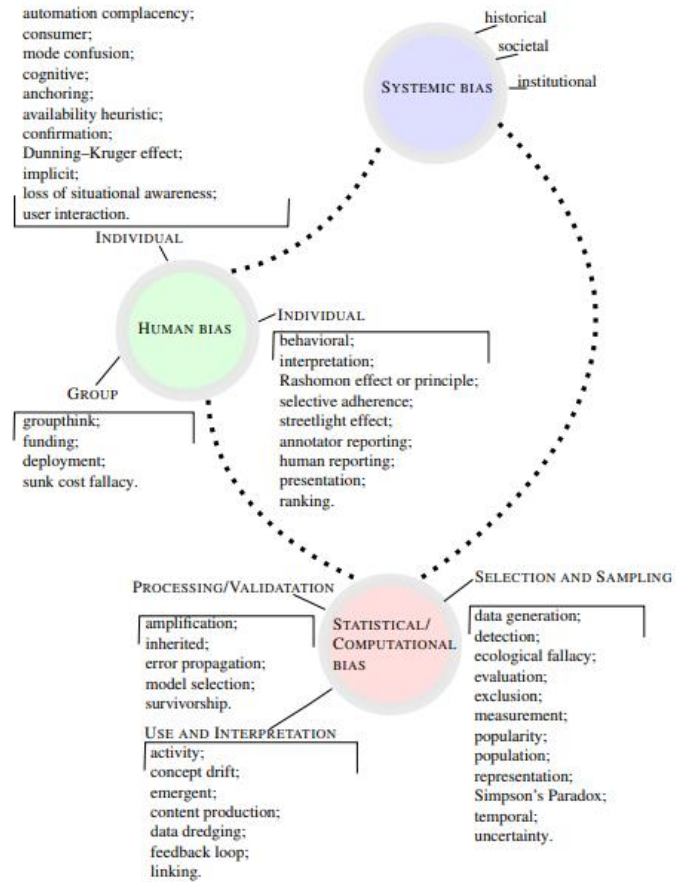 automation complacency;
consumer;
mode confusion;
cognitive;
anchoring;
availability heuristic;
confirmation;
Dunning–Kruger effect;
implicit;
loss of situational awareness;
user interaction.
INDIVIDUAL
historical
societal
institutional
SYSTEMIC BIAS
HUMAN BIAS
INDIVIDUAL
behavioral;
interpretation;
Rashomon effect or principle;
selective adherence;
streetlight effect;
annotator reporting;
human reporting;
presentation;
ranking.
GROUP
groupthink;
funding;
deployment;
sunk cost fallacy.
PROCESSING/VALIDATATION
amplification;
inherited;
error propagation;
model selection;
survivorship.
STATISTICAL/
COMPUTATIONAL
BIAS
SELECTION AND SAMPLING
data generation;
detection;
ecological fallacy;
evaluation;
exclusion;
measurement;
popularity;
population;
representation;
Simpson's Paradox;
temporal;
uncertainty.
USE AND INTERPRETATION
activity;
concept drift;
emergent;
content production;
data dredging;
feedback loop;
linking.